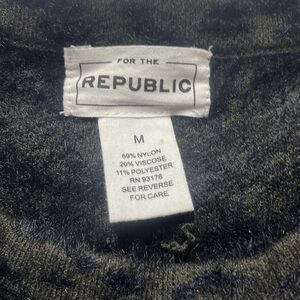 FOR THE
REPUBLIC
M
69% NYLON
20% VISCOSE
11% POLYESTER
RN 93176
SEE REVERSE
FOR CARE